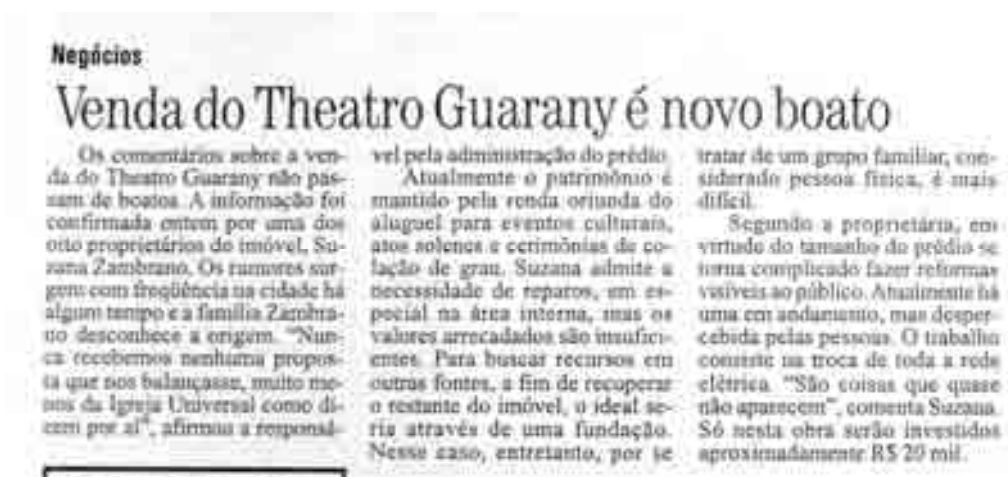 Negócios
Venda do Theatro Guarany é novo boato
Os comentários sobre a ven-
da do Theatro Guarany não pas-
sam de boatos. A informação foi
confirmada ontem por uma dos
oito proprietários do imóvel, Su-
zana Zambrano. Os rumores sur-
gem com freqüência na cidade há
algum tempo e a família Zambra-
no desconhece a origem. "Nun-
ca recebemos nenhuma propos-
ta que nos balançasse, muito me-
nos da Igreja Universal como di-
zem por aí", afirmou a responsá-
vel pela administração do prédio.
Atualmente o patrimônio é
mantido pela renda oriunda do
aluguel para eventos culturais,
atos solenes e cerimônias de co-
lação de grau. Suzana admite a
necessidade de reparos, em es-
pecial na área interna, mas os
valores arrecadados são insufici-
entes. Para buscar recursos em
outras fontes, a fim de recuperar
o restante do imóvel, o ideal se-
ria através de uma fundação.
Nesse caso, entretanto, por se
tratar de um grupo familiar, con-
siderado pessoa física, é mais
difícil.
Segundo a proprietária, em
virtude do tamanho do prédio se
torna complicado fazer reformas
visíveis ao público. Atualmente há
uma em andamento, mas desper-
cebida pelas pessoas. O trabalho
consiste na troca de toda a rede
elétrica. "São coisas que quase
não aparecem", comenta Suzana.
Só nesta obra serão investidos
aproximadamente R$ 20 mil.